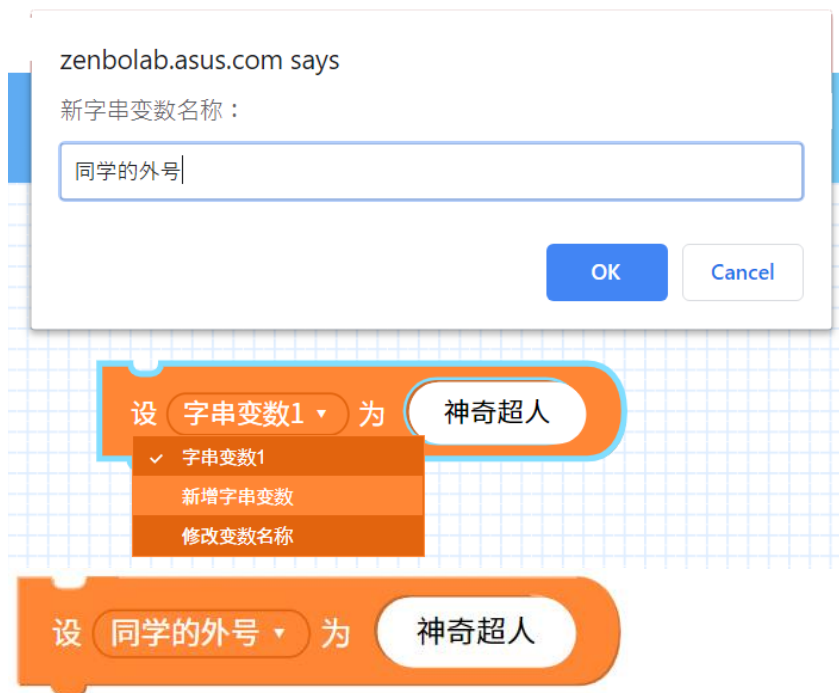 zenbolab.asus.com says
新字串变数名称：
同学的外号
OK Cancel
设 字串变数1 为 神奇超人
字串变数1
新增字串变数
修改变数名称
设 同学的外号 为 神奇超人